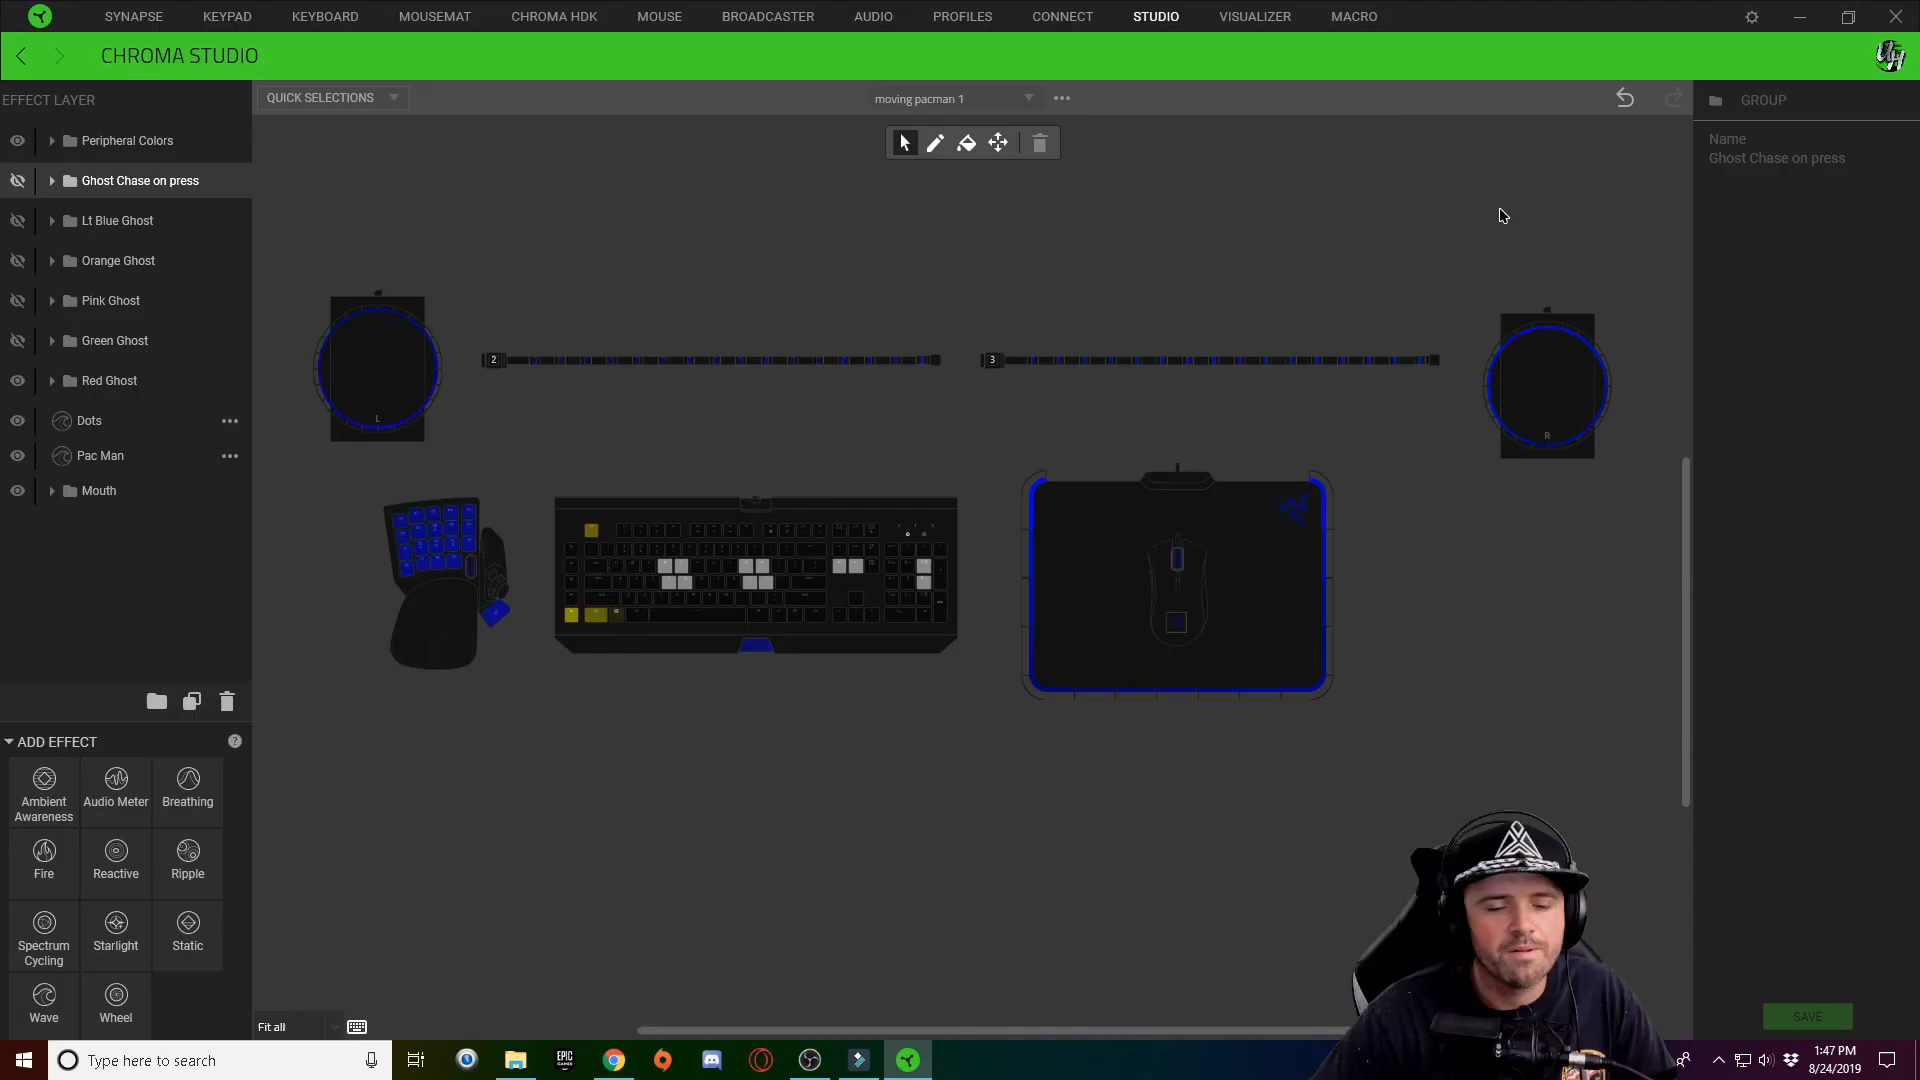 SYNAPSE KEYPAD KEYBOARD MOUSEMAT CHROMA HDK MOUSE BROADCASTER AUDIO PROFILES CONNECT STUDIO VISUALIZER MACRO
CHROMA STUDIO
EFFECT LAYER
QUICK SELECTIONS
moving pacman 1
GROUP
Name
Ghost Chase on press
Peripheral Colors
Ghost Chase on press
Lt Blue Ghost
Orange Ghost
Pink Ghost
Green Ghost
Red Ghost
Dots
Pac Man
Mouth
2
3
L
R
ADD EFFECT
?
Ambient Awareness
Audio Meter
Breathing
Fire
Reactive
Ripple
Spectrum Cycling
Starlight
Static
Wave
Wheel
Fit all
SAVE
Type here to search
EPIC GAMES
1:47 PM
8/24/2019